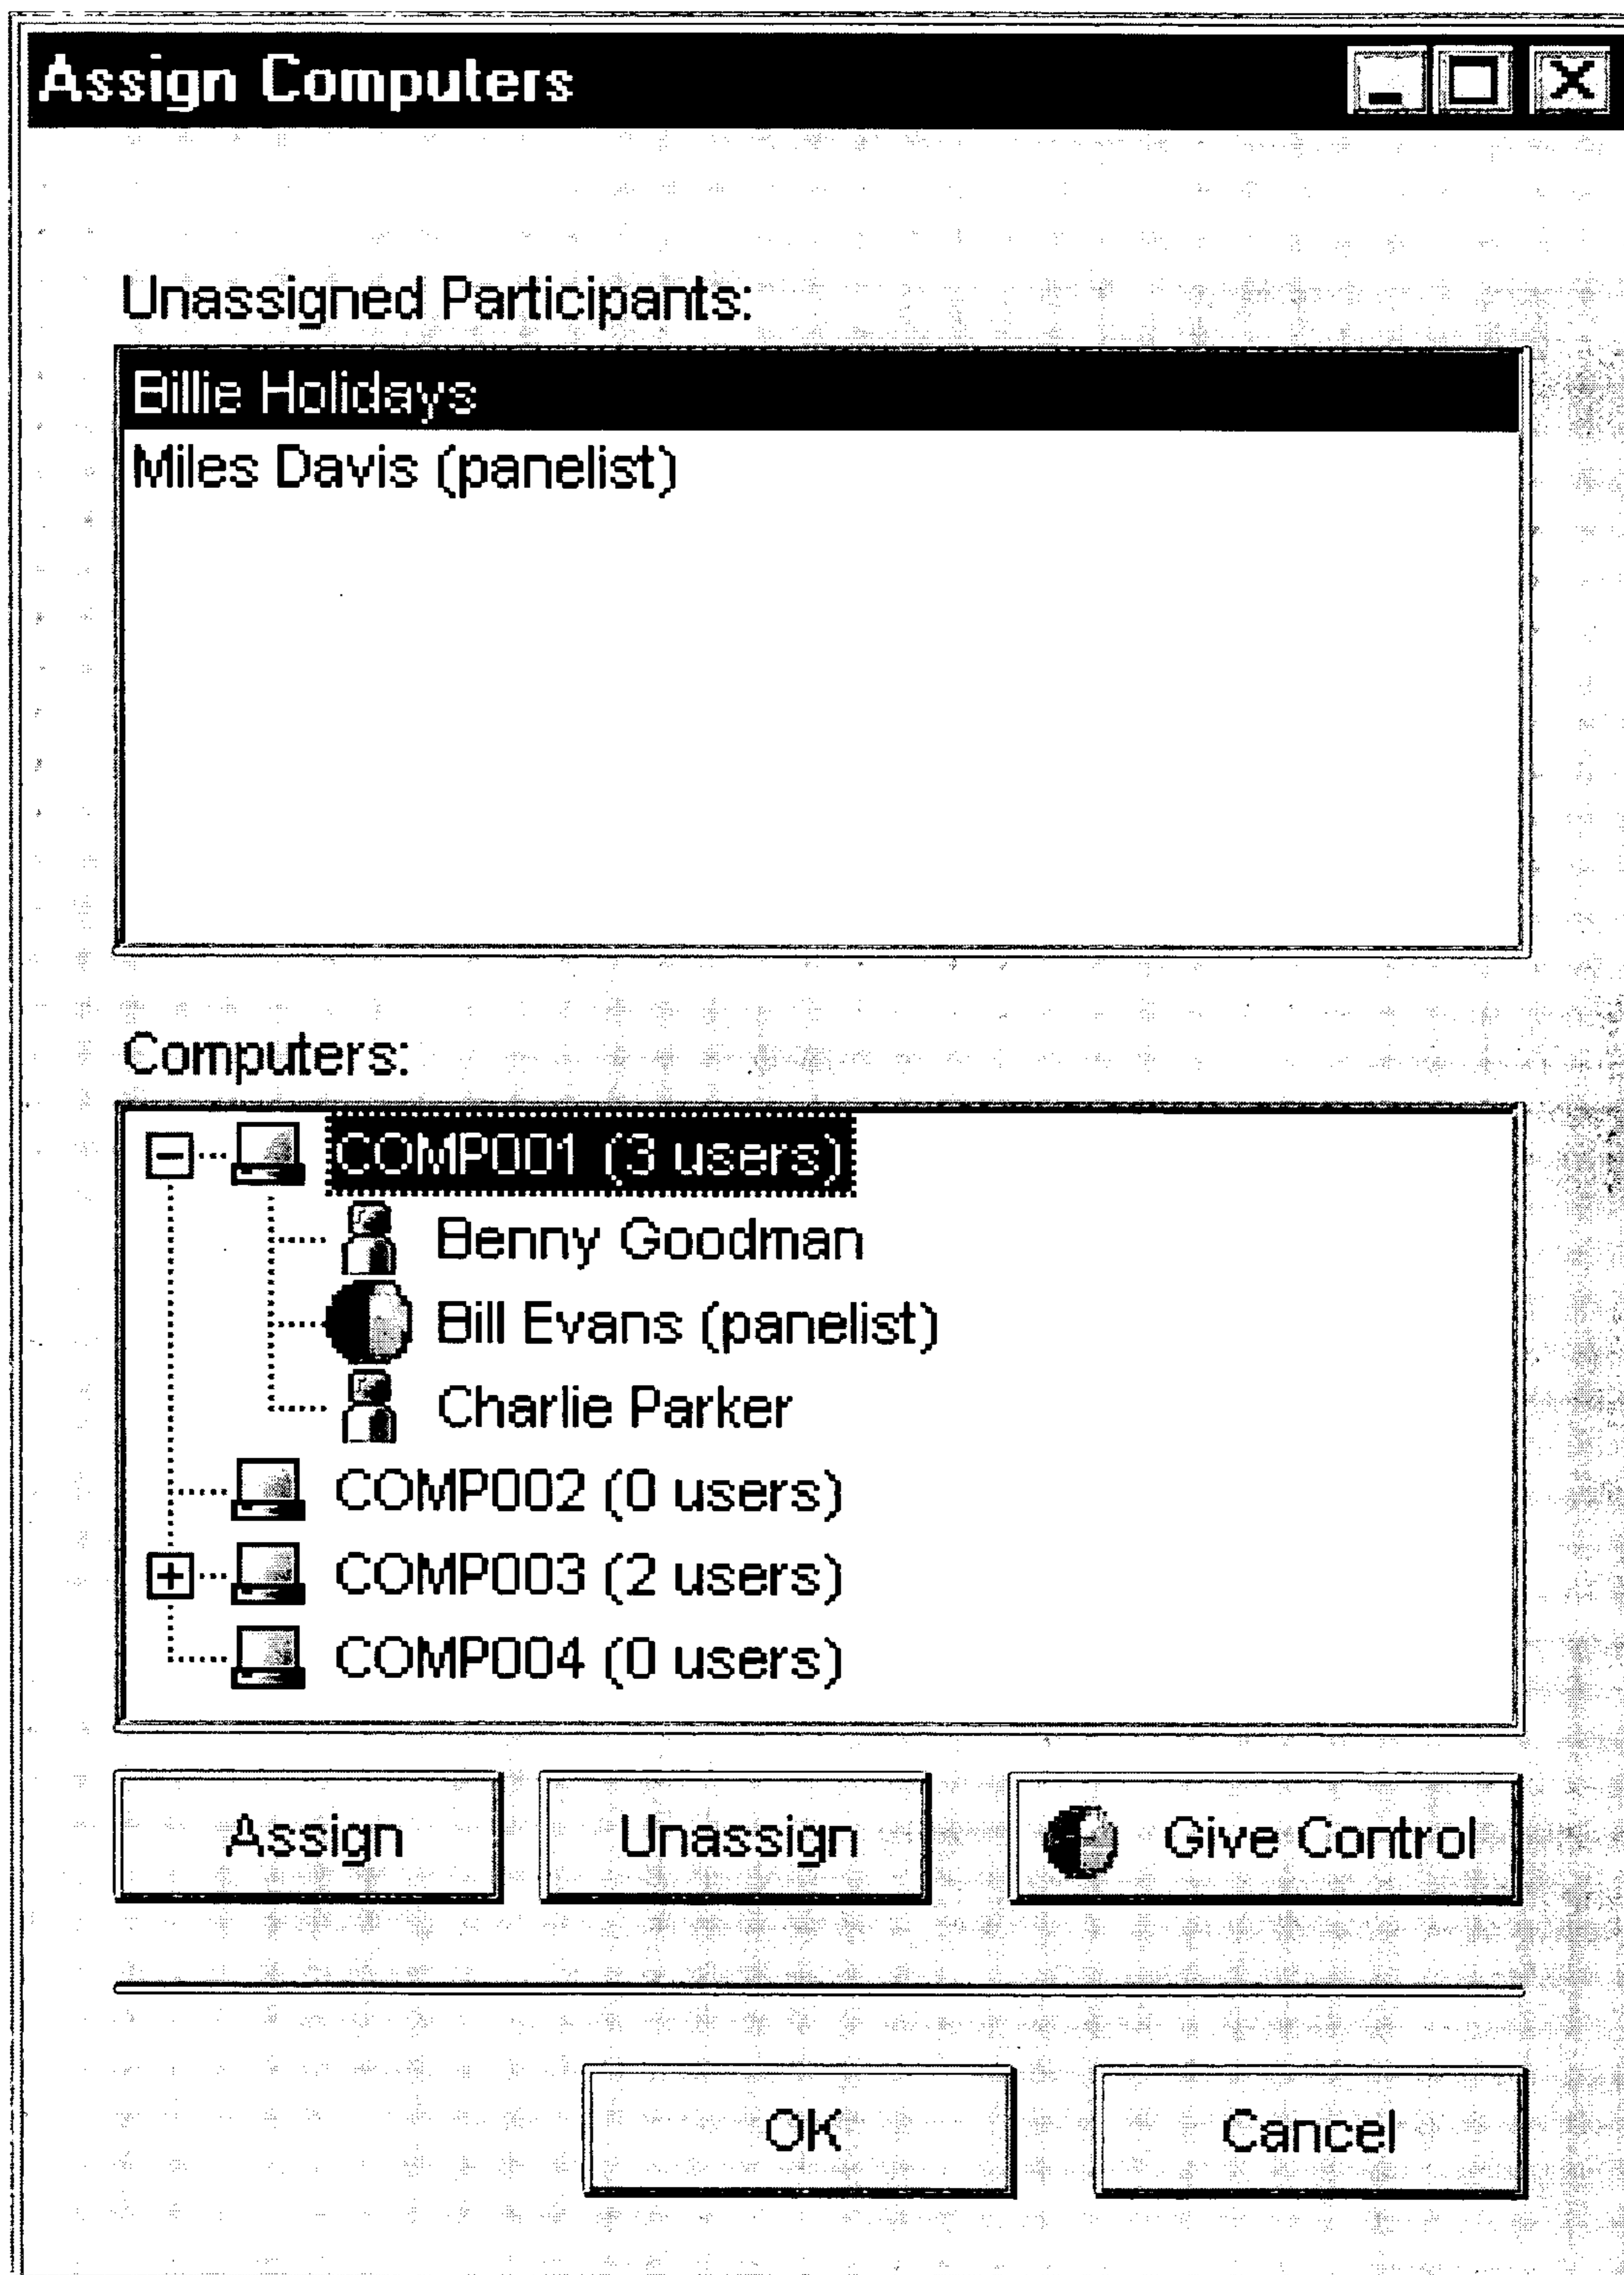 Assign Computers
Unassigned Participants:
Billie Holidays
Miles Davis (panelist)
Computers:
COMP001 (3 users)
Benny Goodman
Bill Evans (panelist)
Charlie Parker
COMP002 (0 users)
COMP003 (2 users)
COMP004 (0 users)
Assign Unassign Give Control
OK Cancel